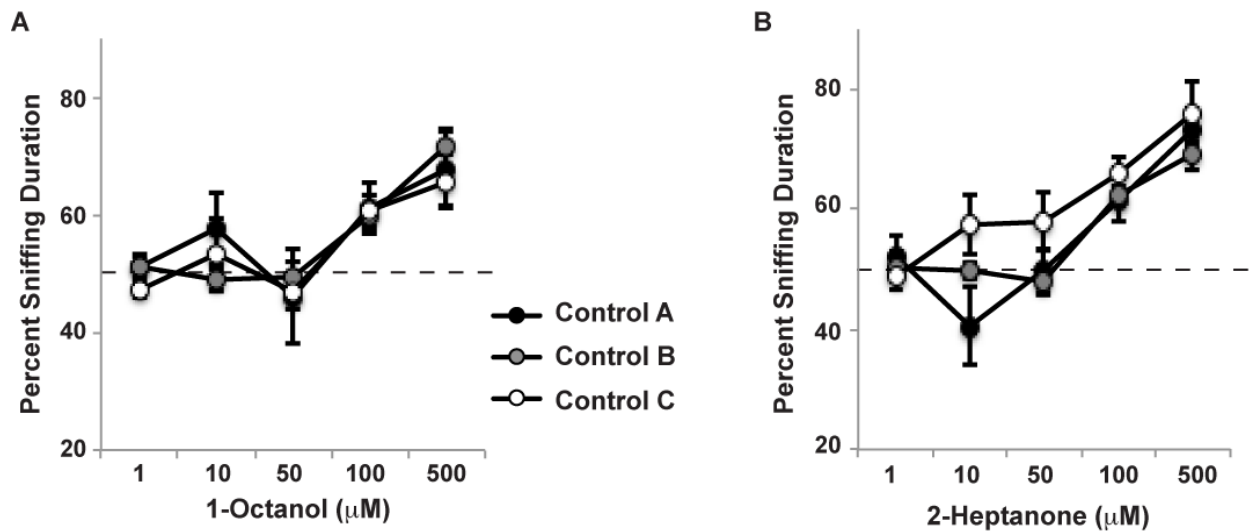 A
Percent Sniffing Duration
80
60
40
20
1 10 50 100 500
1-Octanol (μM)
Control A
Control B
Control C
B
Percent Sniffing Duration
80
60
40
20
1 10 50 100 500
2-Heptanone (μM)